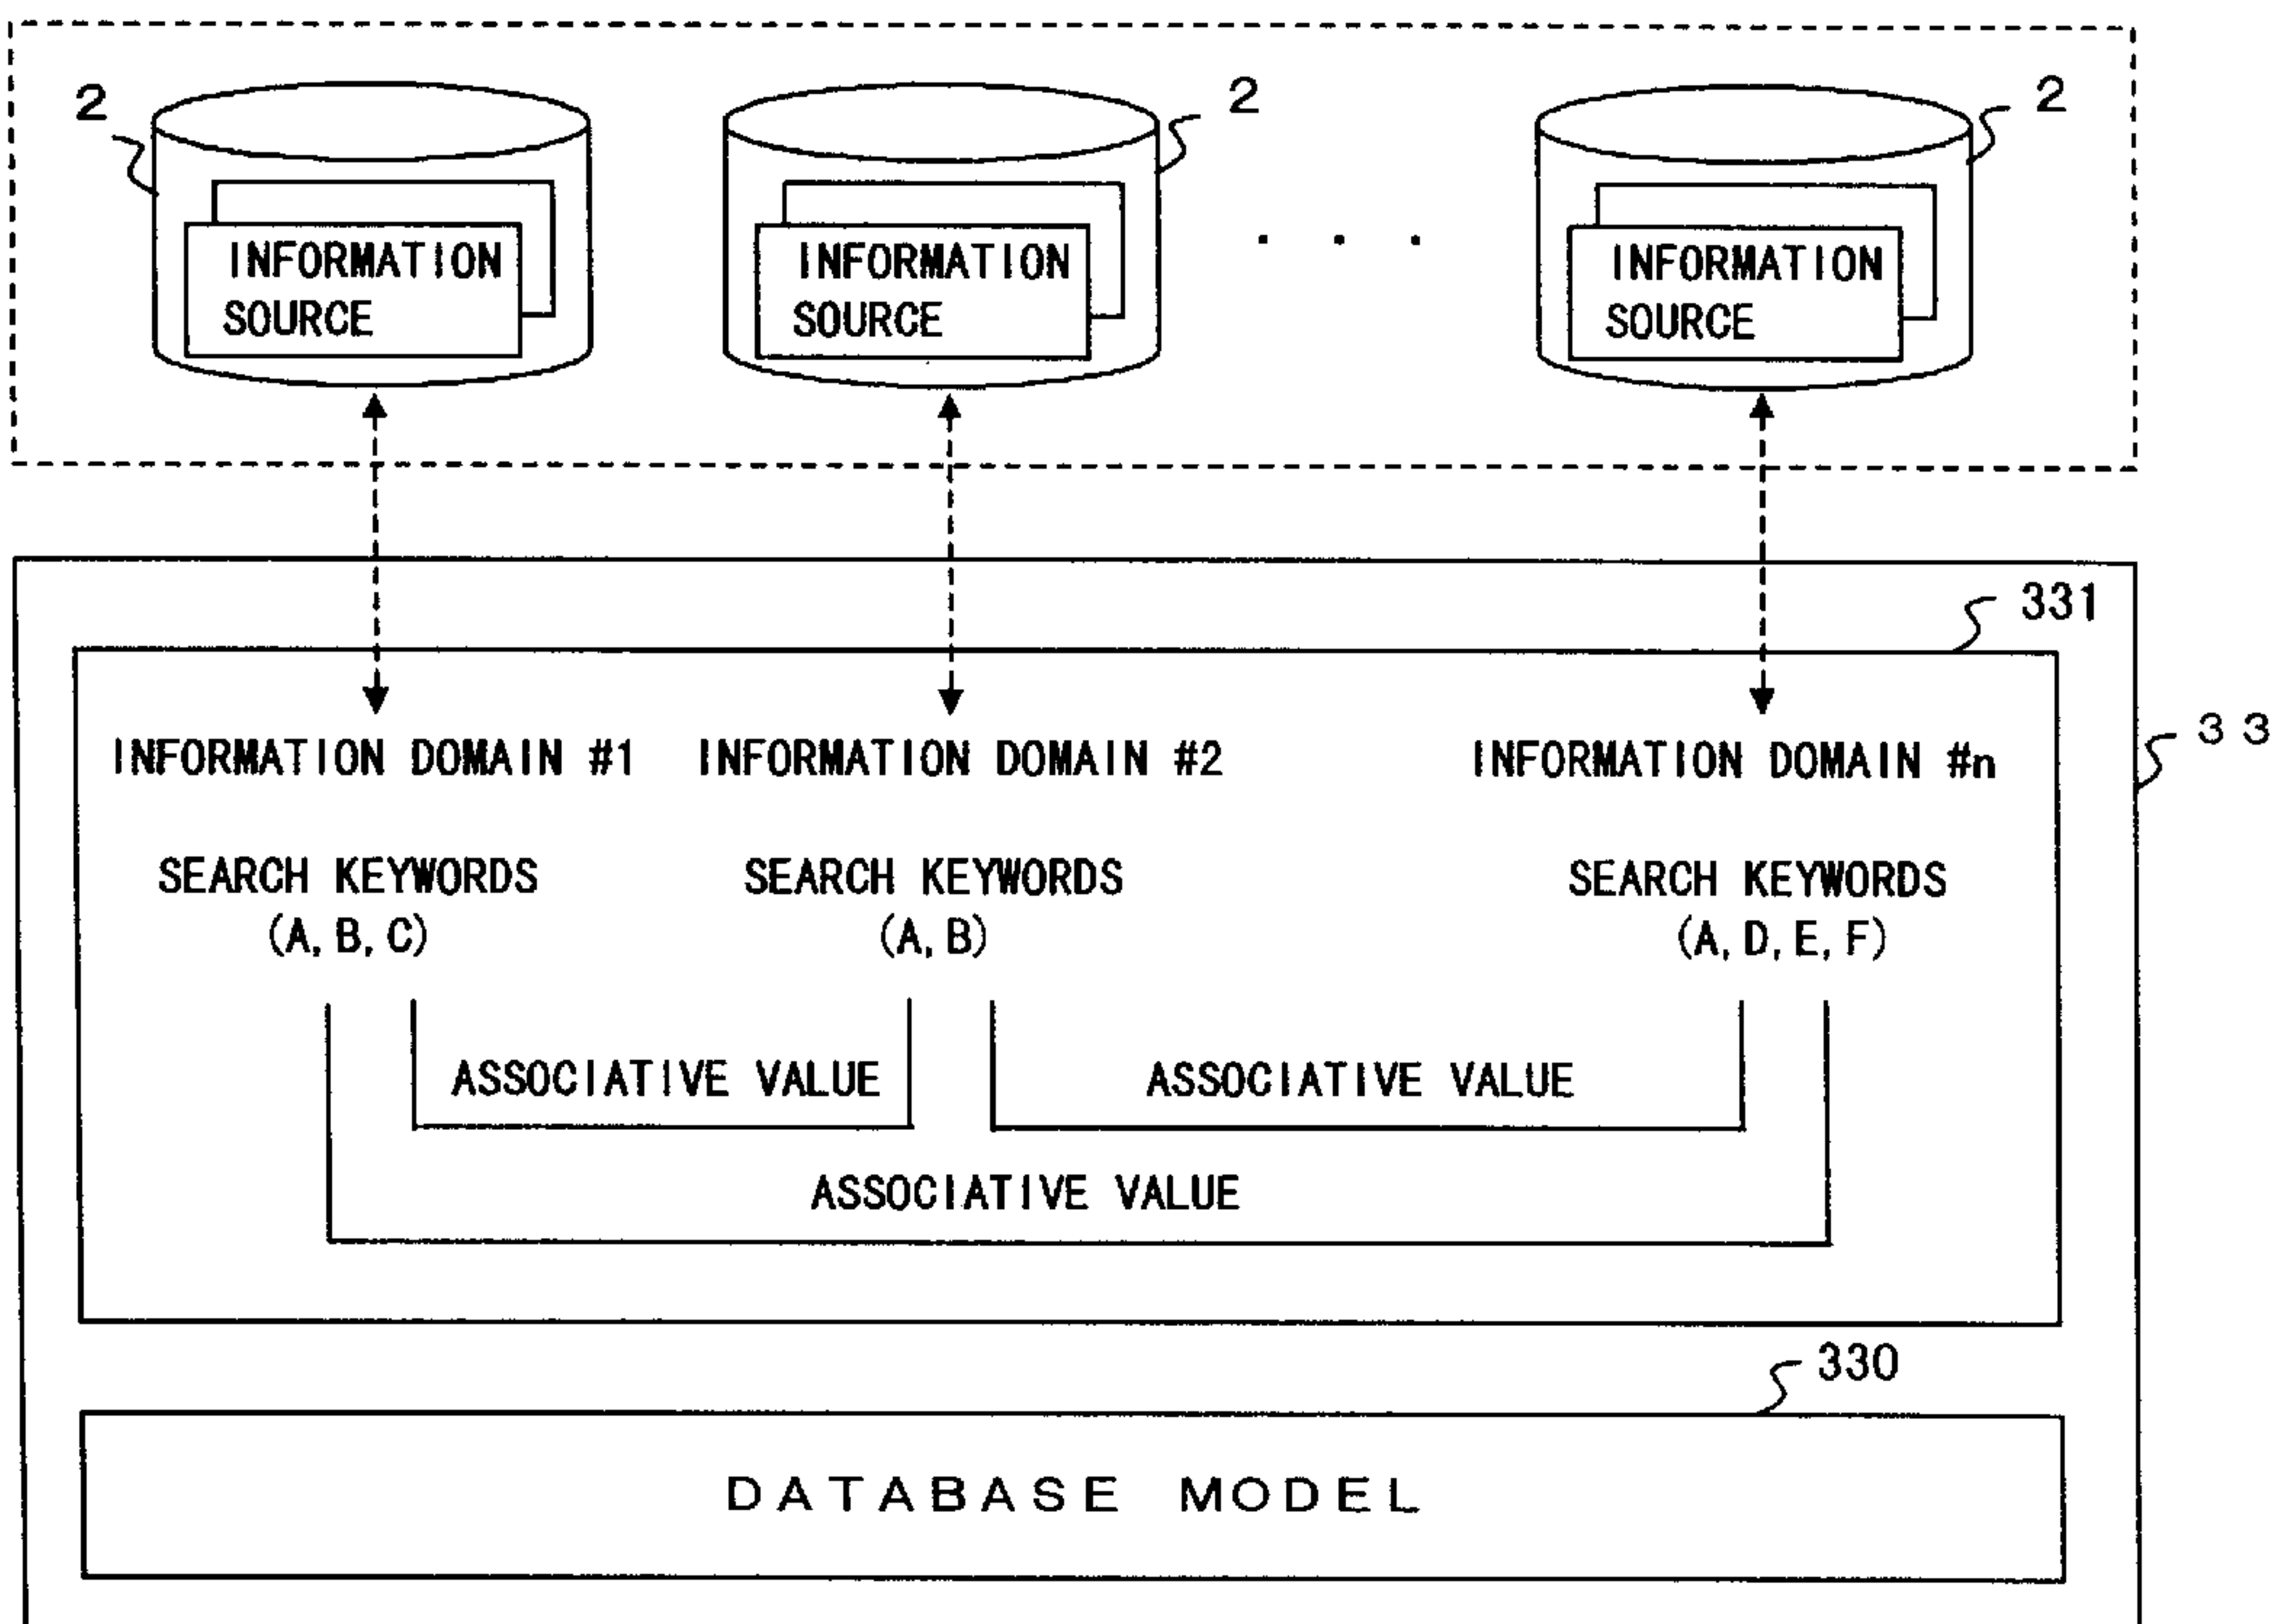 2
2
2
INFORMATION
SOURCE
INFORMATION
SOURCE
. . .
INFORMATION
SOURCE
331
33
INFORMATION DOMAIN #1
INFORMATION DOMAIN #2
INFORMATION DOMAIN #n
SEARCH KEYWORDS
(A, B, C)
SEARCH KEYWORDS
(A, B)
SEARCH KEYWORDS
(A, D, E, F)
ASSOCIATIVE VALUE
ASSOCIATIVE VALUE
ASSOCIATIVE VALUE
330
DATABASE MODEL